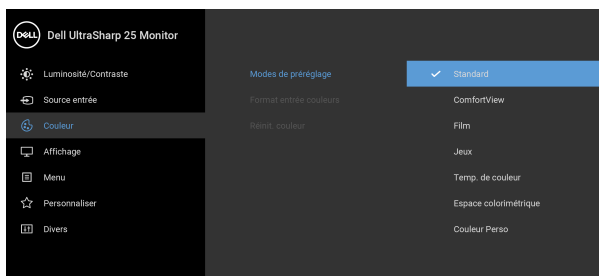 DELL Dell UltraSharp 25 Monitor
Luminosité/Contraste Modes de préréglage Standard
Source entrée Format entrée couleurs ComfortView
Couleur Réinit. couleur Film
Affichage Jeux
Menu Temp. de couleur
Personnaliser Espace colorimétrique
Divers Couleur Perso